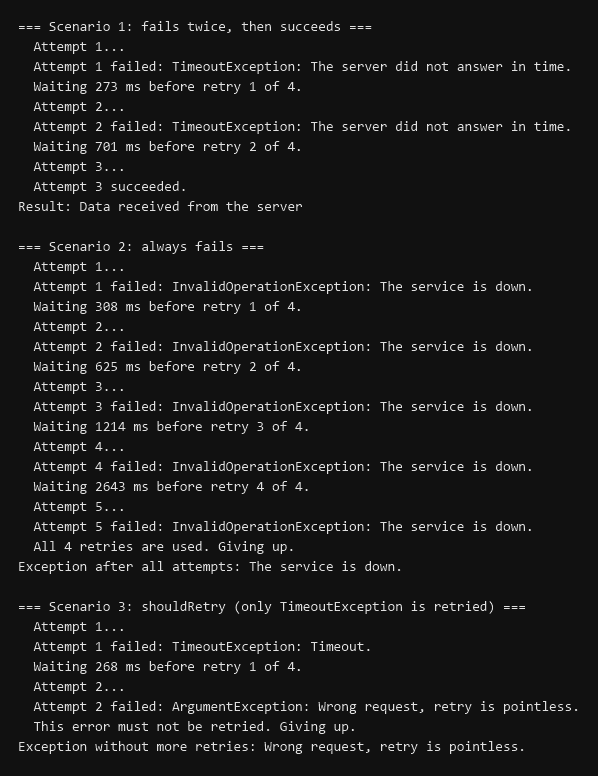 === Scenario 1: fails twice, then succeeds ===
Attempt 1...
Attempt 1 failed: TimeoutException: The server did not answer in time.
Waiting 273 ms before retry 1 of 4.
Attempt 2...
Attempt 2 failed: TimeoutException: The server did not answer in time.
Waiting 701 ms before retry 2 of 4.
Attempt 3...
Attempt 3 succeeded.
Result: Data received from the server

=== Scenario 2: always fails ===
Attempt 1...
Attempt 1 failed: InvalidOperationException: The service is down.
Waiting 308 ms before retry 1 of 4.
Attempt 2...
Attempt 2 failed: InvalidOperationException: The service is down.
Waiting 625 ms before retry 2 of 4.
Attempt 3...
Attempt 3 failed: InvalidOperationException: The service is down.
Waiting 1214 ms before retry 3 of 4.
Attempt 4...
Attempt 4 failed: InvalidOperationException: The service is down.
Waiting 2643 ms before retry 4 of 4.
Attempt 5...
Attempt 5 failed: InvalidOperationException: The service is down.
All 4 retries are used. Giving up.
Exception after all attempts: The service is down.

=== Scenario 3: shouldRetry (only TimeoutException is retried) ===
Attempt 1...
Attempt 1 failed: TimeoutException: Timeout.
Waiting 268 ms before retry 1 of 4.
Attempt 2...
Attempt 2 failed: ArgumentException: Wrong request, retry is pointless.
This error must not be retried. Giving up.
Exception without more retries: Wrong request, retry is pointless.